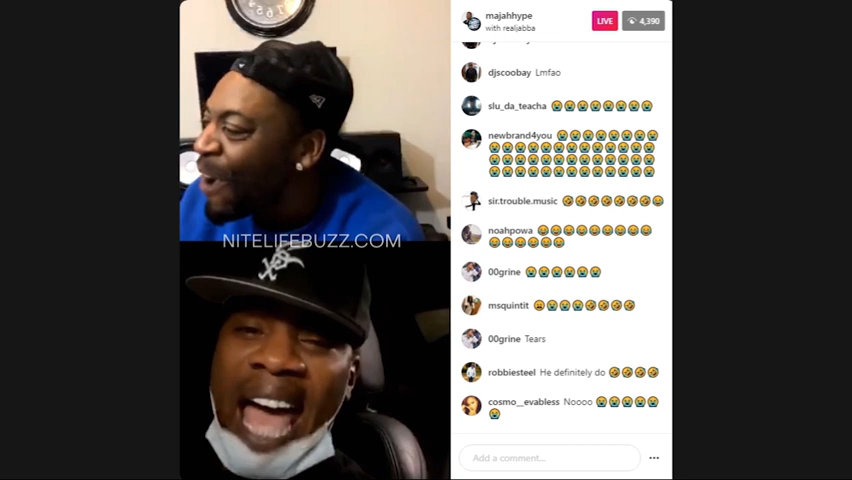 majahhype
with realjabba
LIVE
4,390
djscoobay Lmfao
slu_da_teacha 😭😭😭😭😭😭😭😭
newbrand4you 😭😭😭😭😭😭😭😭
😭😭😭😭😭😭😭😭😭😭😭😭😭
😭😭😭😭😭😭😭😭😭😭😭😭😭
😭😭😭😭😭😭😭😭😭😭😭😭😭
sir.trouble.music 🤣🤣🤣🤣🤣🤣🤣😂
noahpowa 😂😂😂😂😂😂😂😂😂
😂😂😂😂😂😂
00grine 😭😭😭😭😭😭
msquintit 😩😭😭😭🤣🤣🤣🤣
00grine Tears
robbiesteel He definitely do 🤣🤣🤣🤣
cosmo__evabless Noooo 😭😭😭😭😭
😭
Add a comment...
NITELIFEBUZZ.COM